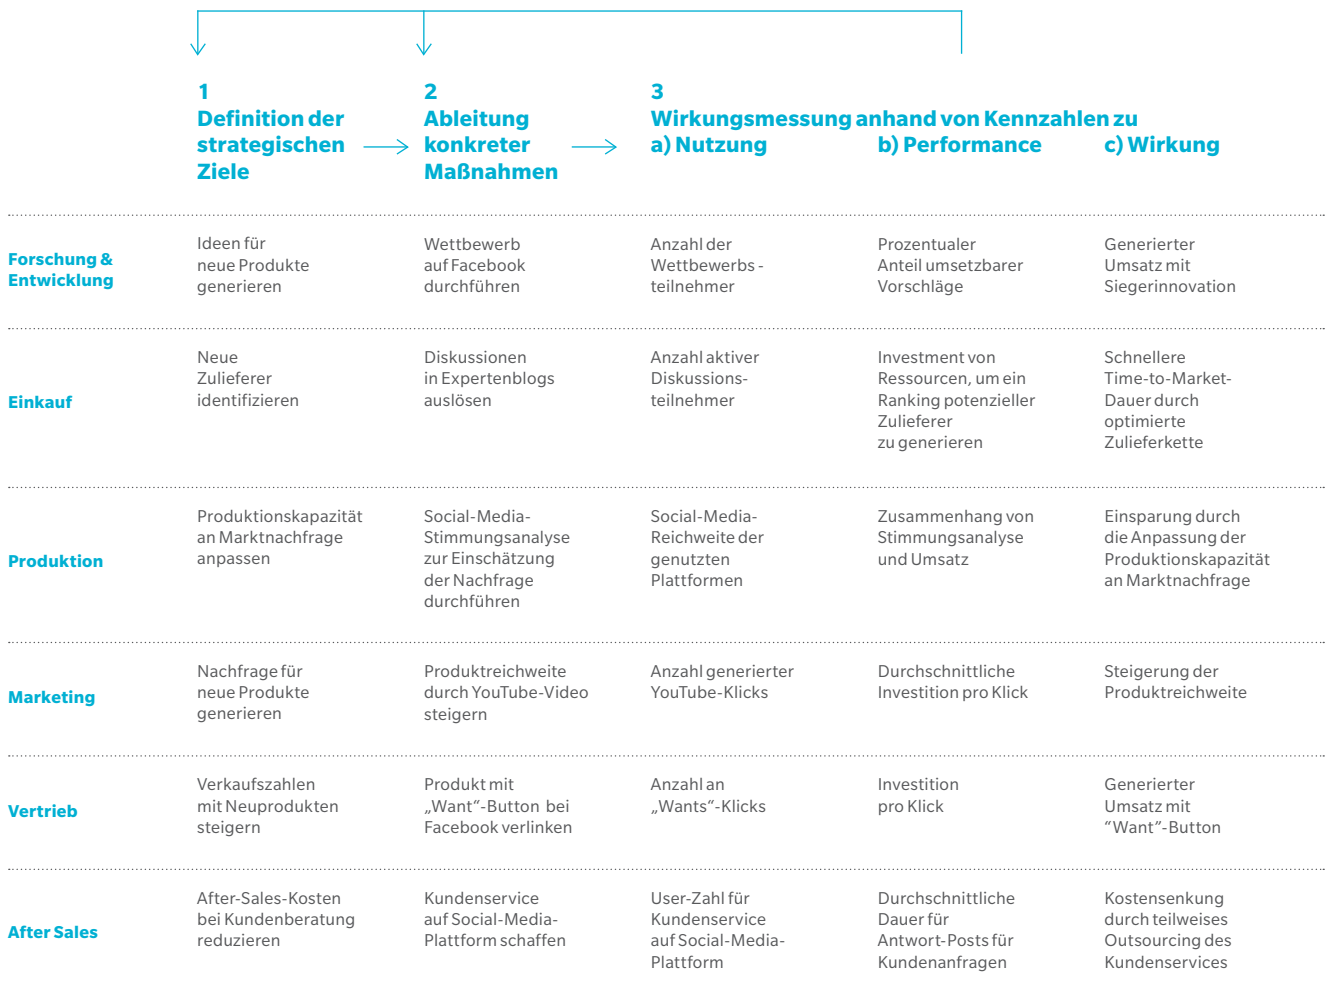 1
Definition der
strategischen
Ziele
2
Ableitung
konkreter
Maßnahmen
3
Wirkungsmessung anhand von Kennzahlen zu
a) Nutzung
b) Performance
c) Wirkung
Forschung &
Entwicklung
Ideen für
neue Produkte
generieren
Wettbewerb
auf Facebook
durchführen
Anzahl der
Wettbewerbs-
teilnehmer
Prozentualer
Anteil umsetzbarer
Vorschläge
Generierter
Umsatz mit
Siegerinnovation
Einkauf
Neue
Zulieferer
identifizieren
Diskussionen
in Expertenblogs
auslösen
Anzahl aktiver
Diskussions-
teilnehmer
Investment von
Ressourcen, um ein
Ranking potenzieller
Zulieferer
zu generieren
Schnellere
Time-to-Market-
Dauer durch
optimierte
Zulieferkette
Produktion
Produktionskapazität
an Marktnachfrage
anpassen
Social-Media-
Stimmungsanalyse
zur Einschätzung
der Nachfrage
durchführen
Social-Media-
Reichweite der
genutzten
Plattformen
Zusammenhang von
Stimmungsanalyse
und Umsatz
Einsparung durch
die Anpassung der
Produktionskapazität
an Marktnachfrage
Marketing
Nachfrage für
neue Produkte
generieren
Produktreichweite
durch YouTube-Video
steigern
Anzahl generierter
YouTube-Klicks
Durchschnittliche
Investition pro Klick
Steigerung der
Produktreichweite
Vertrieb
Verkaufszahlen
mit Neuprodukten
steigern
Produkt mit
„Want“-Button bei
Facebook verlinken
Anzahl an
„Wants“-Klicks
Investition
pro Klick
Generierter
Umsatz mit
"Want"-Button
After Sales
After-Sales-Kosten
bei Kundenberatung
reduzieren
Kundenservice
auf Social-Media-
Plattform schaffen
User-Zahl für
Kundenservice
auf Social-Media-
Plattform
Durchschnittliche
Dauer für
Antwort-Posts für
Kundenanfragen
Kostensenkung
durch teilweises
Outsourcing des
Kundenservices